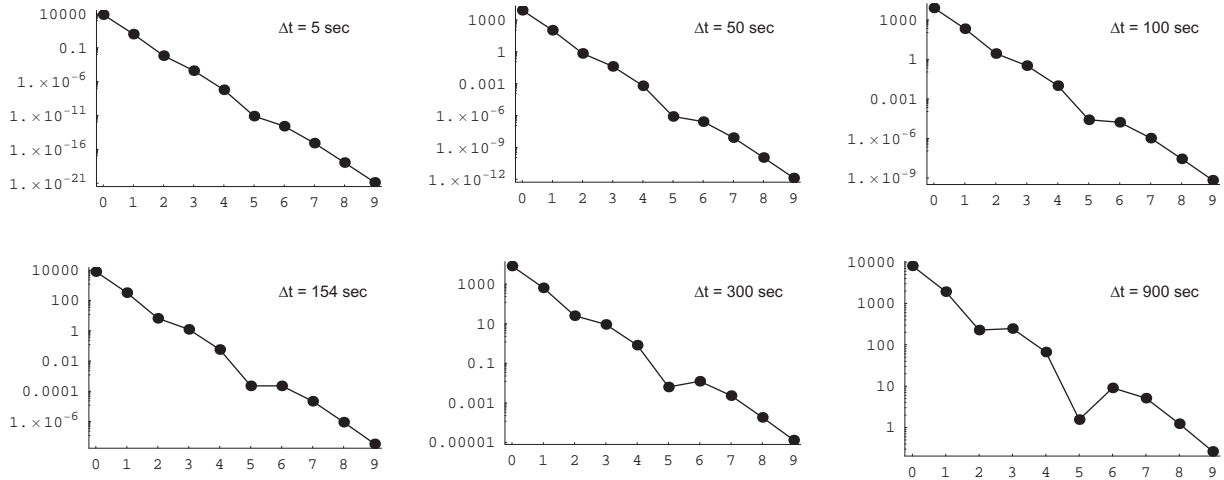 Δt = 5 sec
10000
0.1
1.×10⁻⁶
1.×10⁻¹¹
1.×10⁻¹⁶
1.×10⁻²¹
0 1 2 3 4 5 6 7 8 9
Δt = 50 sec
1000
1
0.001
1.×10⁻⁶
1.×10⁻⁹
1.×10⁻¹²
0 1 2 3 4 5 6 7 8 9
Δt = 100 sec
1000
1
0.001
1.×10⁻⁶
1.×10⁻⁹
0 1 2 3 4 5 6 7 8 9
Δt = 154 sec
10000
100
1
0.01
0.0001
1.×10⁻⁶
0 1 2 3 4 5 6 7 8 9
Δt = 300 sec
1000
10
0.1
0.001
0.00001
0 1 2 3 4 5 6 7 8 9
Δt = 900 sec
10000
1000
100
10
1
0 1 2 3 4 5 6 7 8 9